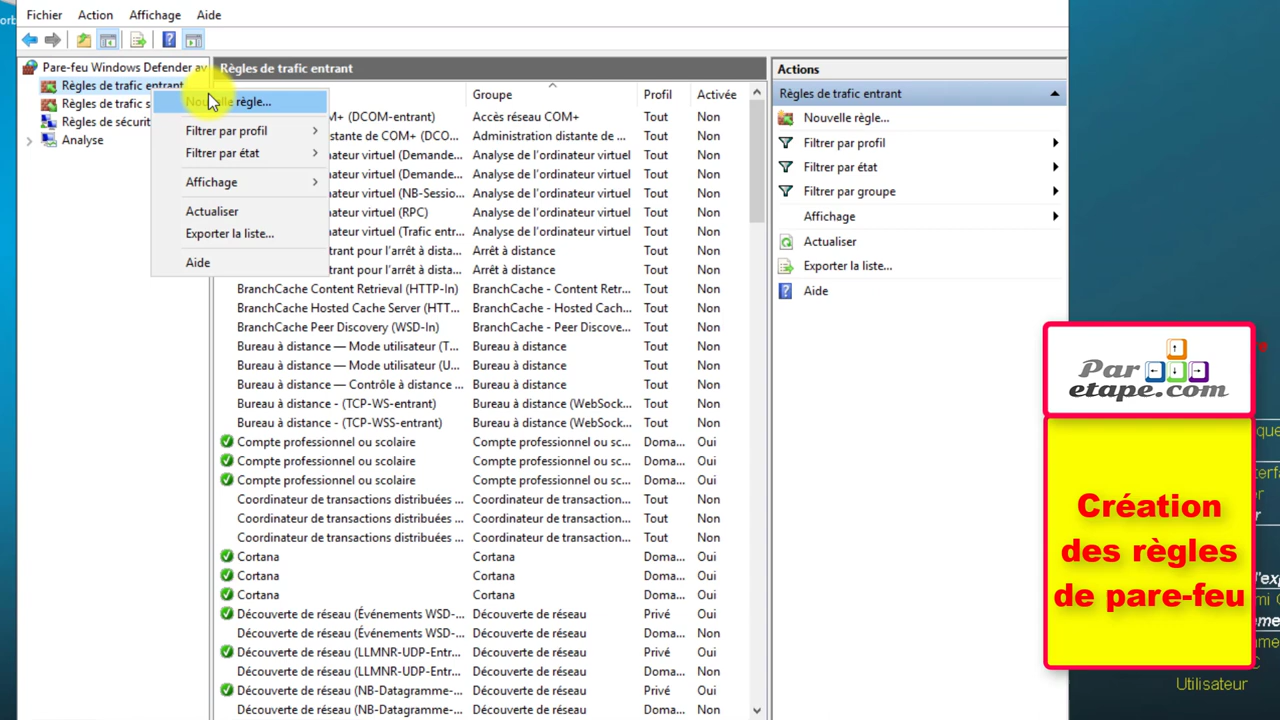 Fichier Action Affichage Aide
Pare-feu Windows Defender av
Règles de trafic entrant
Règles de trafic s
Règles de sécurit
Analyse
Nouvelle règle...
Filtrer par profil
Filtrer par état
Affichage
Actualiser
Exporter la liste...
Aide
Règles de trafic entrant
Groupe Profil Activée
M+ (DCOM-entrant) Accès réseau COM+ Tout Non
istante de COM+ (DCO... Administration distante de ... Tout Non
nateur virtuel (Demande... Analyse de l'ordinateur virtuel Tout Non
nateur virtuel (Demande... Analyse de l'ordinateur virtuel Tout Non
nateur virtuel (NB-Sessio... Analyse de l'ordinateur virtuel Tout Non
nateur virtuel (RPC) Analyse de l'ordinateur virtuel Tout Non
nateur virtuel (Trafic entr... Analyse de l'ordinateur virtuel Tout Non
trant pour l'arrêt à dista... Arrêt à distance Tout Non
trant pour l'arrêt à dista... Arrêt à distance Tout Non
BranchCache Content Retrieval (HTTP-In) BranchCache - Content Retr... Tout Non
BranchCache Hosted Cache Server (HTT... BranchCache - Hosted Cach... Tout Non
BranchCache Peer Discovery (WSD-In) BranchCache - Peer Discove... Tout Non
Bureau à distance — Mode utilisateur (T... Bureau à distance Tout Non
Bureau à distance — Mode utilisateur (U... Bureau à distance Tout Non
Bureau à distance — Contrôle à distance ... Bureau à distance Tout Non
Bureau à distance - (TCP-WS-entrant) Bureau à distance (WebSock... Tout Non
Bureau à distance - (TCP-WSS-entrant) Bureau à distance (WebSock... Tout Non
Compte professionnel ou scolaire Compte professionnel ou sc... Doma... Oui
Compte professionnel ou scolaire Compte professionnel ou sc... Doma... Oui
Compte professionnel ou scolaire Compte professionnel ou sc... Doma... Oui
Coordinateur de transactions distribuées ... Coordinateur de transaction... Tout Non
Coordinateur de transactions distribuées ... Coordinateur de transaction... Tout Non
Coordinateur de transactions distribuées ... Coordinateur de transaction... Tout Non
Cortana Cortana Doma... Oui
Cortana Cortana Doma... Oui
Cortana Cortana Doma... Oui
Découverte de réseau (Événements WSD-... Découverte de réseau Privé Oui
Découverte de réseau (Événements WSD-... Découverte de réseau Doma... Non
Découverte de réseau (LLMNR-UDP-Entr... Découverte de réseau Privé Oui
Découverte de réseau (LLMNR-UDP-Entr... Découverte de réseau Doma... Non
Découverte de réseau (NB-Datagramme-... Découverte de réseau Privé Oui
Découverte de réseau (NB-Datagramme-... Découverte de réseau Doma... Non
Actions
Règles de trafic entrant
Nouvelle règle...
Filtrer par profil
Filtrer par état
Filtrer par groupe
Affichage
Actualiser
Exporter la liste...
Aide
Par
etape.com
Création
des règles
de pare-feu
Utilisateur